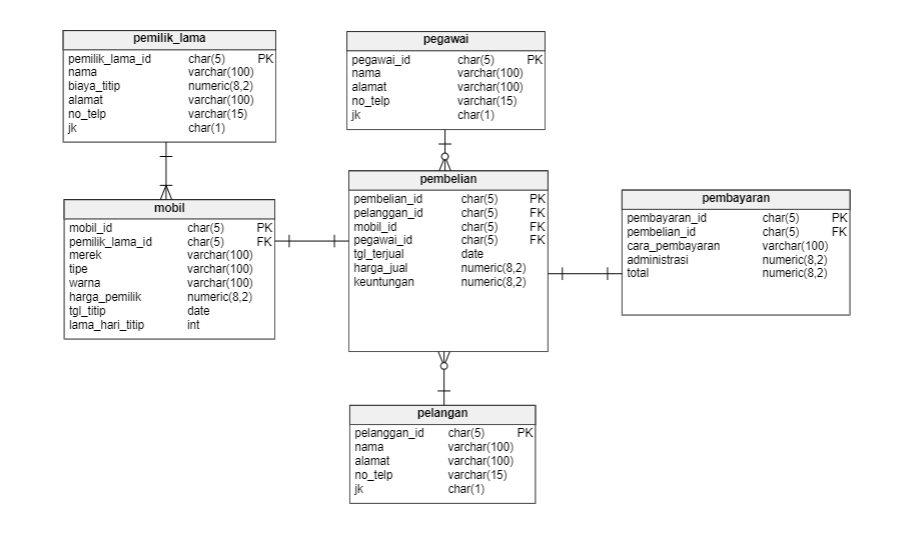 pemilik_lama
pemilik_lama_id char(5) PK
nama varchar(100)
biaya_titip numeric(8,2)
alamat varchar(100)
no_telp varchar(15)
jk char(1)
pegawai
pegawai_id char(5) PK
nama varchar(100)
alamat varchar(100)
no_telp varchar(15)
jk char(1)
mobil
mobil_id char(5) PK
pemilik_lama_id char(5) FK
merek varchar(100)
tipe varchar(100)
warna varchar(100)
harga_pemilik numeric(8,2)
tgl_titip date
lama_hari_titip int
pembelian
pembelian_id char(5) PK
pelanggan_id char(5) FK
mobil_id char(5) FK
pegawai_id char(5) FK
tgl_terjual date
harga_jual numeric(8,2)
keuntungan numeric(8,2)
pembayaran
pembayaran_id char(5) PK
pembelian_id char(5) FK
cara_pembayaran varchar(100)
administrasi numeric(8,2)
total numeric(8,2)
pelangan
pelanggan_id char(5) PK
nama varchar(100)
alamat varchar(100)
no_telp varchar(15)
jk char(1)